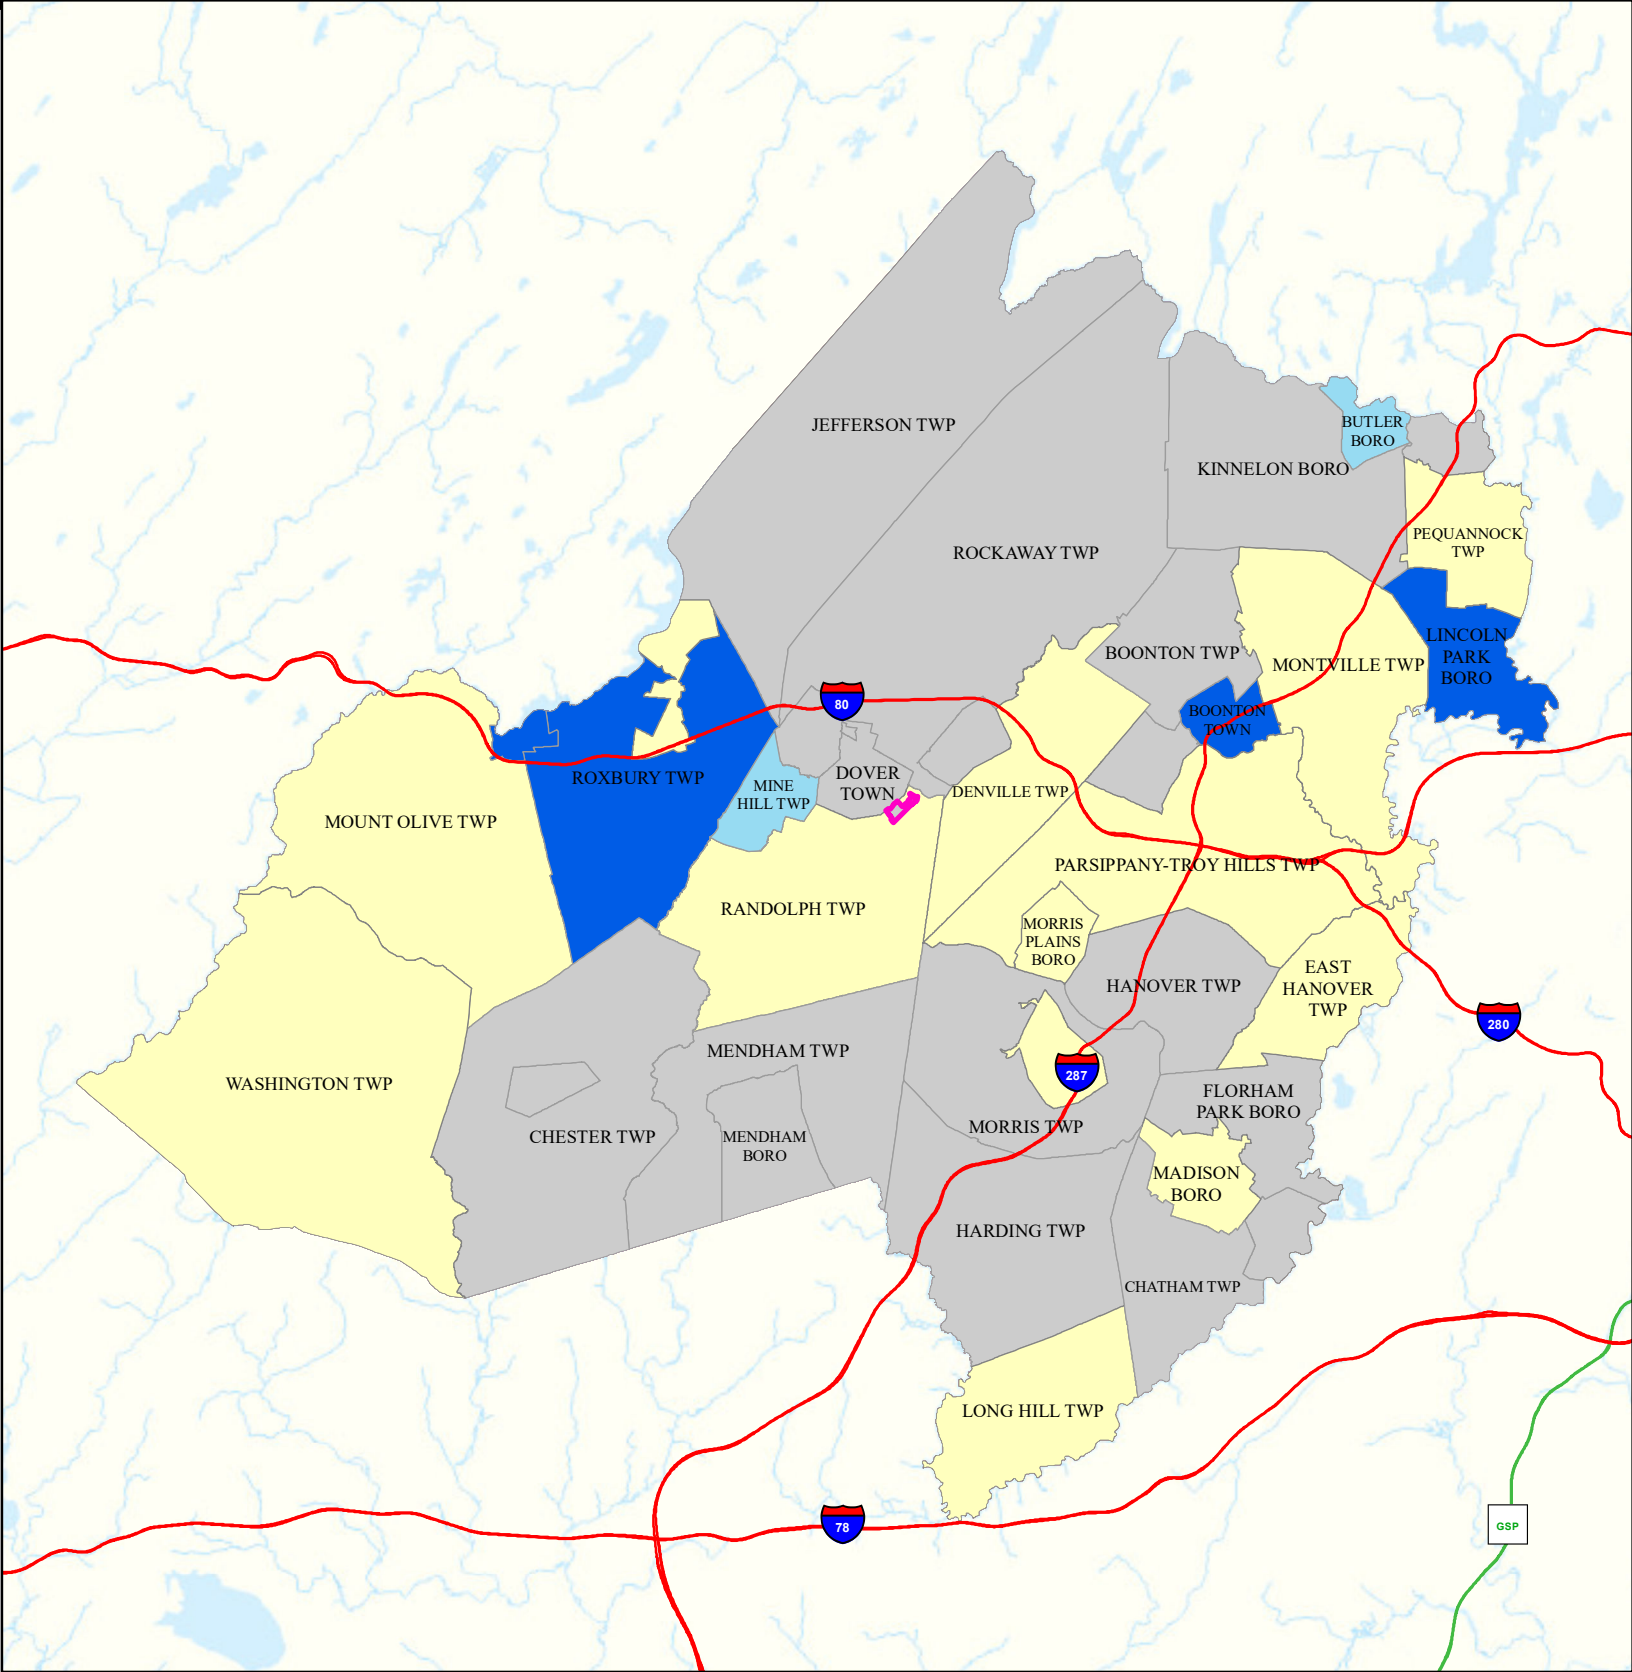 JEFFERSON TWP
BUTLER
BORO
KINNELON BORO
PEQUANNOCK
TWP
ROCKAWAY TWP
LINCOLN
PARK
BORO
BOONTON TWP
MONTVILLE TWP
80
BOONTON
TOWN
ROXBURY TWP
MINE
HILL TWP
DOVER
TOWN
DENVILLE TWP
MOUNT OLIVE TWP
PARSIPPANY-TROY HILLS TWP
RANDOLPH TWP
MORRIS
PLAINS
BORO
HANOVER TWP
EAST
HANOVER
TWP
280
MENDHAM TWP
287
WASHINGTON TWP
FLORHAM
PARK BORO
CHESTER TWP
MENDHAM
BORO
MORRIS TWP
MADISON
BORO
HARDING TWP
CHATHAM TWP
LONG HILL TWP
78
GSP